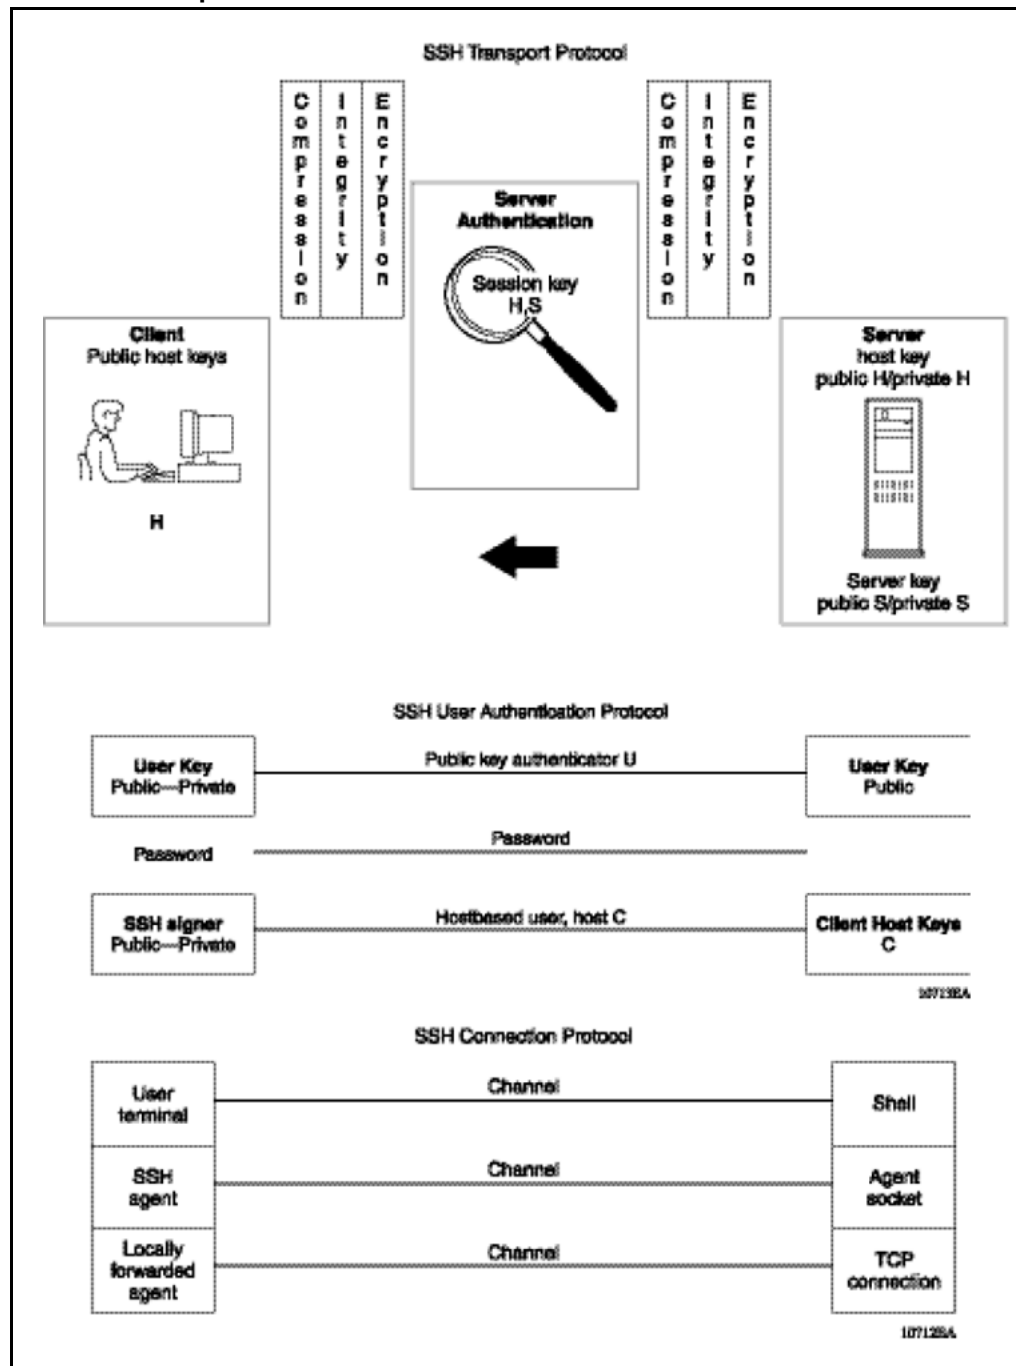 SSH Transport Protocol
Compression
Integrity
Encryption
Compression
Integrity
Encryption
Server
Authentication
Session key
H,S
Client
Public host keys
H
Server
host key
public H/private H
Server key
public S/private S
SSH User Authentication Protocol
User Key
Public—Private
Public key authenticator U
User Key
Public
Password
Password
SSH signer
Public—Private
Hostbased user, host C
Client Host Keys
C
SSH Connection Protocol
User
terminal
Channel
Shell
SSH
agent
Channel
Agent
socket
Locally
forwarded
agent
Channel
TCP
connection